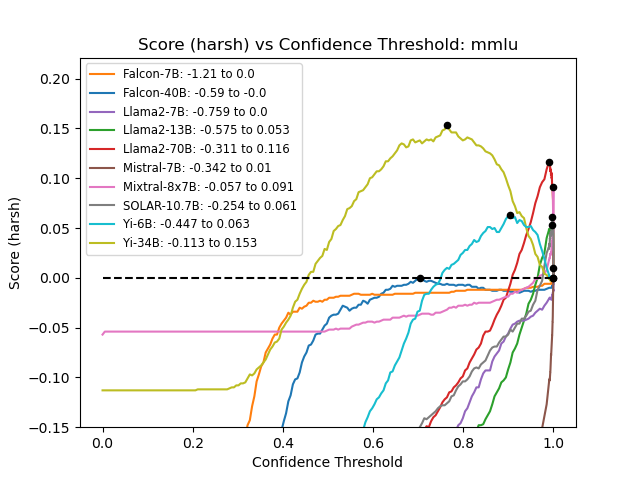 Score (harsh) vs Confidence Threshold: mmlu
Score (harsh)
0.20
0.15
0.10
0.05
0.00
−0.05
−0.10
−0.15
Falcon-7B: -1.21 to 0.0
Falcon-40B: -0.59 to -0.0
Llama2-7B: -0.759 to 0.0
Llama2-13B: -0.575 to 0.053
Llama2-70B: -0.311 to 0.116
Mistral-7B: -0.342 to 0.01
Mixtral-8x7B: -0.057 to 0.091
SOLAR-10.7B: -0.254 to 0.061
Yi-6B: -0.447 to 0.063
Yi-34B: -0.113 to 0.153
0.0 0.2 0.4 0.6 0.8 1.0
Confidence Threshold